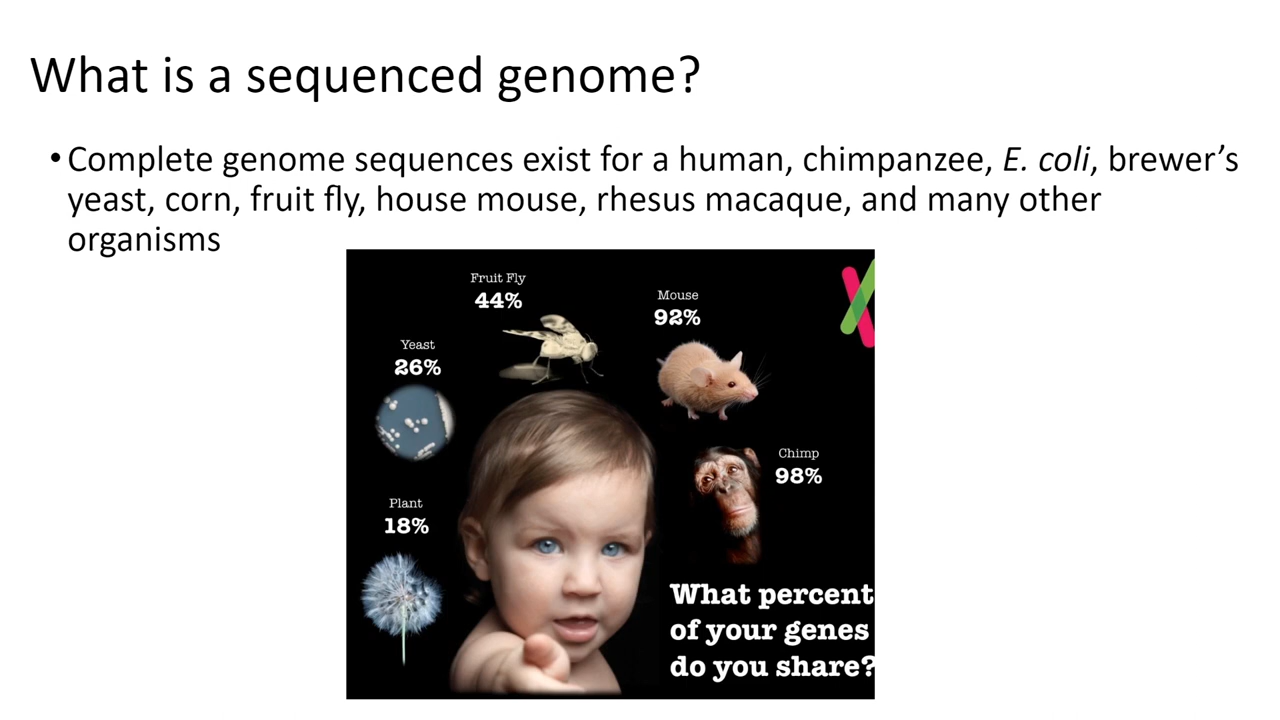 What is a sequenced genome?
• Complete genome sequences exist for a human, chimpanzee, E. coli, brewer’s
yeast, corn, fruit fly, house mouse, rhesus macaque, and many other
organisms
Fruit Fly
44%
Mouse
92%
Yeast
26%
Chimp
98%
Plant
18%
What percent
of your genes
do you share?